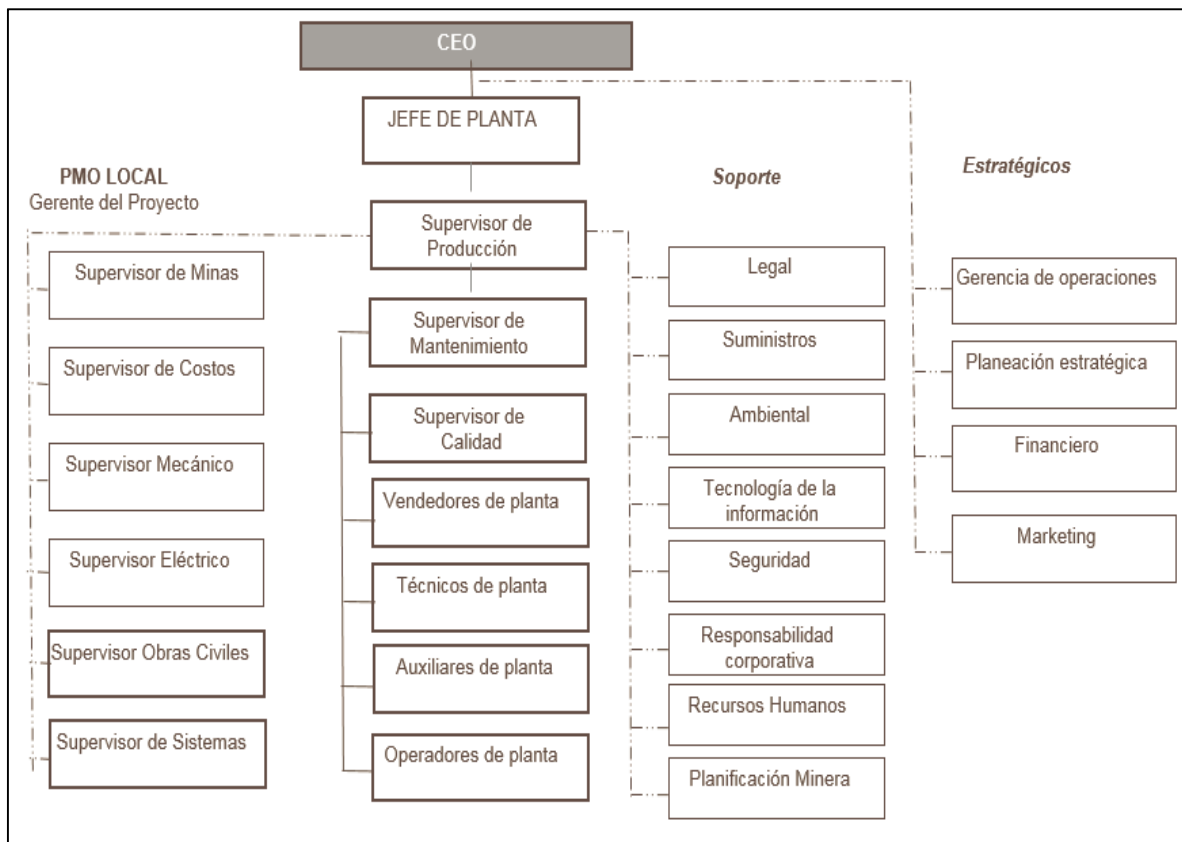 CEO
JEFE DE PLANTA
PMO LOCAL
Gerente del Proyecto
Supervisor de Minas
Supervisor de Costos
Supervisor Mecánico
Supervisor Eléctrico
Supervisor Obras Civiles
Supervisor de Sistemas
Supervisor de
Producción
Supervisor de
Mantenimiento
Supervisor de
Calidad
Vendedores de planta
Técnicos de planta
Auxiliares de planta
Operadores de planta
Soporte
Legal
Suministros
Ambiental
Tecnología de la
información
Seguridad
Responsabilidad
corporativa
Recursos Humanos
Planificación Minera
Estratégicos
Gerencia de operaciones
Planeación estratégica
Financiero
Marketing